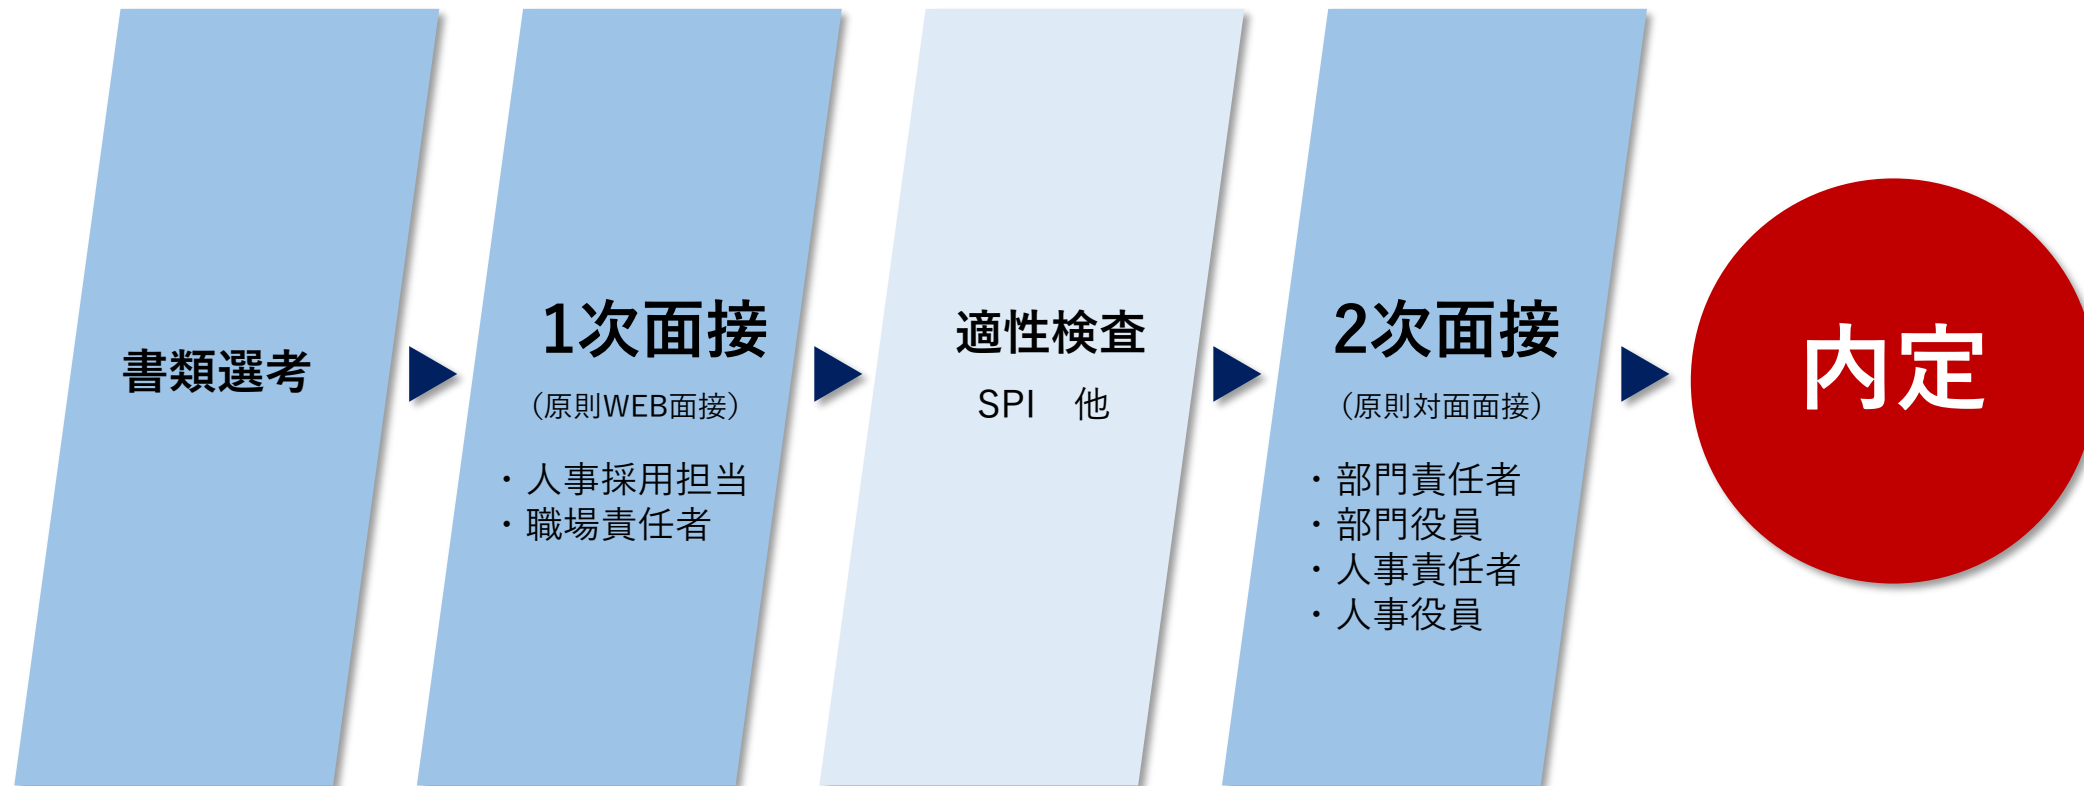 書類選考
1次面接
（原則WEB面接）
・人事採用担当
・職場責任者
適性検査
SPI　他
2次面接
（原則対面面接）
・部門責任者
・部門役員
・人事責任者
・人事役員
内定